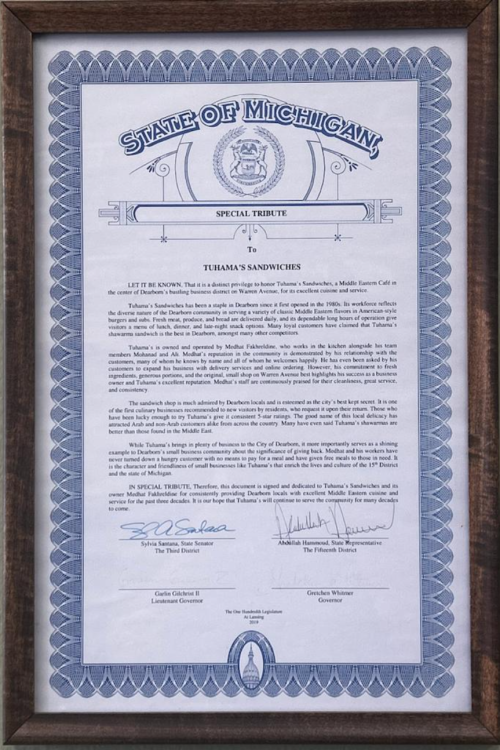 STATE OF MICHIGAN,
SPECIAL TRIBUTE
To
TUHAMA'S SANDWICHES
LET IT BE KNOWN, That it is a distinct privilege to honor Tuhama's Sandwiches, a Middle Eastern Café in
the center of Dearborn's bustling business district on Warren Avenue, for its excellent cuisine and service.
Tuhama's Sandwiches has been a staple in Dearborn since it first opened in the 1980s. Its workforce reflects
the diverse nature of the Dearborn community in serving a variety of classic Middle Eastern flavors in American-style
burgers and subs. Fresh meat, produce, and bread are delivered daily, and its dependable long hours of operation give
visitors a menu of lunch, dinner, and late-night snack options. Many loyal customers have claimed that Tuhama's
shawarma sandwich is the best in Dearborn, amongst many other competitors.
Tuhama's is owned and operated by Modhat Fakhreldine, who works in the kitchen alongside his team
members Mohanad and Ali. Modhat's reputation in the community is demonstrated by his relationship with the
customers, many of whom he knows by name and all of whom he welcomes happily. He has even been asked by his
customers to expand his business with delivery services and online ordering. However, his commitment to fresh
ingredients, generous portions, and the original, small shop on Warren Avenue best highlights his success as a business
owner and Tuhama's excellent reputation. Modhat's staff are continuously praised for their cleanliness, great service,
and consistency.
The sandwich shop is much admired by Dearborn locals and is esteemed as the city's best kept secret. It is one
of the first culinary businesses recommended to new visitors by residents, who request it upon their return. Those who
have been lucky enough to try Tuhama's give it consistent 5-star ratings. The good name of this local delicacy has
attracted Arab and non-Arab customers alike from across the country. Many have even said Tuhama's shawarmas are
better than those found in the Middle East.
While Tuhama's brings in plenty of business to the City of Dearborn, it more importantly serves as a shining
example to Dearborn's small business community about the significance of giving back. Modhat and his workers have
never turned down a hungry customer with no means to pay for a meal and have given free meals to those in need. It
is the character and friendliness of small businesses like Tuhama's that enrich the lives and culture of the 15th District
and the state of Michigan.
IN SPECIAL TRIBUTE, Therefore, this document is signed and dedicated to Tuhama's Sandwiches and its
owner Modhat Fakhreldine for consistently providing Dearborn locals with excellent Middle Eastern cuisine and
service for the past three decades. It is our hope that Tuhama's will continue to serve the community for many decades
to come.
Sylvia Santana, State Senator
The Third District
Abdullah Hammoud, State Representative
The Fifteenth District
Garlin Gilchrist II
Lieutenant Governor
Gretchen Whitmer
Governor
The One Hundredth Legislature
At Lansing
2019